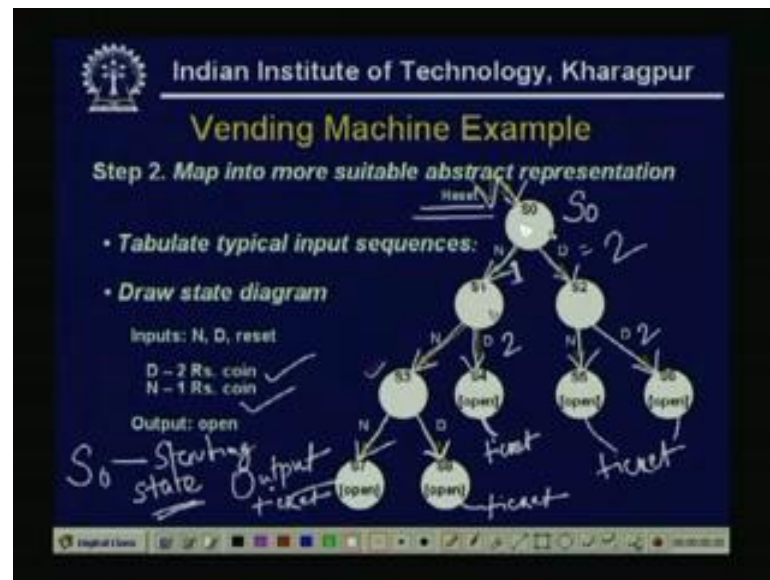 Indian Institute of Technology, Kharagpur
Vending Machine Example
Step 2. Map into more suitable abstract representation
Reset
S0
S0
• Tabulate typical input sequences:
N
D
= 2
1
S1
S2
• Draw state diagram
Inputs: N, D, reset
N
D
2
N
D
2
D – 2 Rs. coin
N – 1 Rs. coin
S3
S4
[open]
S5
[open]
S6
[open]
Output: open
N
D
ticket
ticket
S0 — Starting
state
Output
ticket
S7
[open]
S8
[open]
ticket